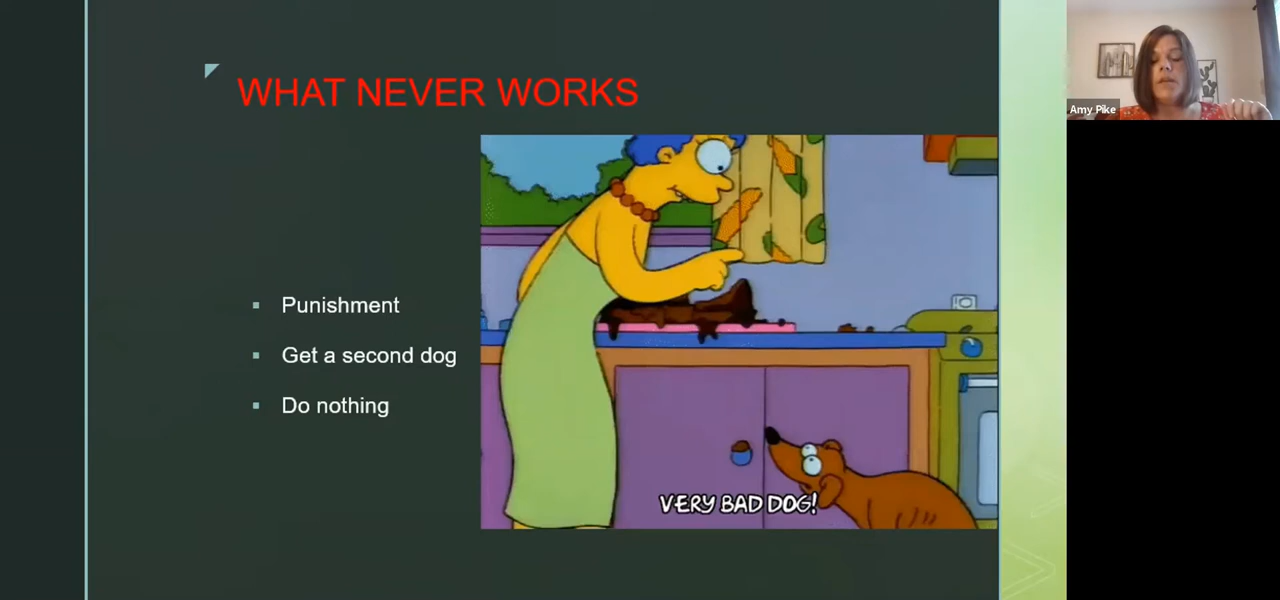 WHAT NEVER WORKS
Punishment
Get a second dog
Do nothing
VERY BAD DOG!
Amy Pike